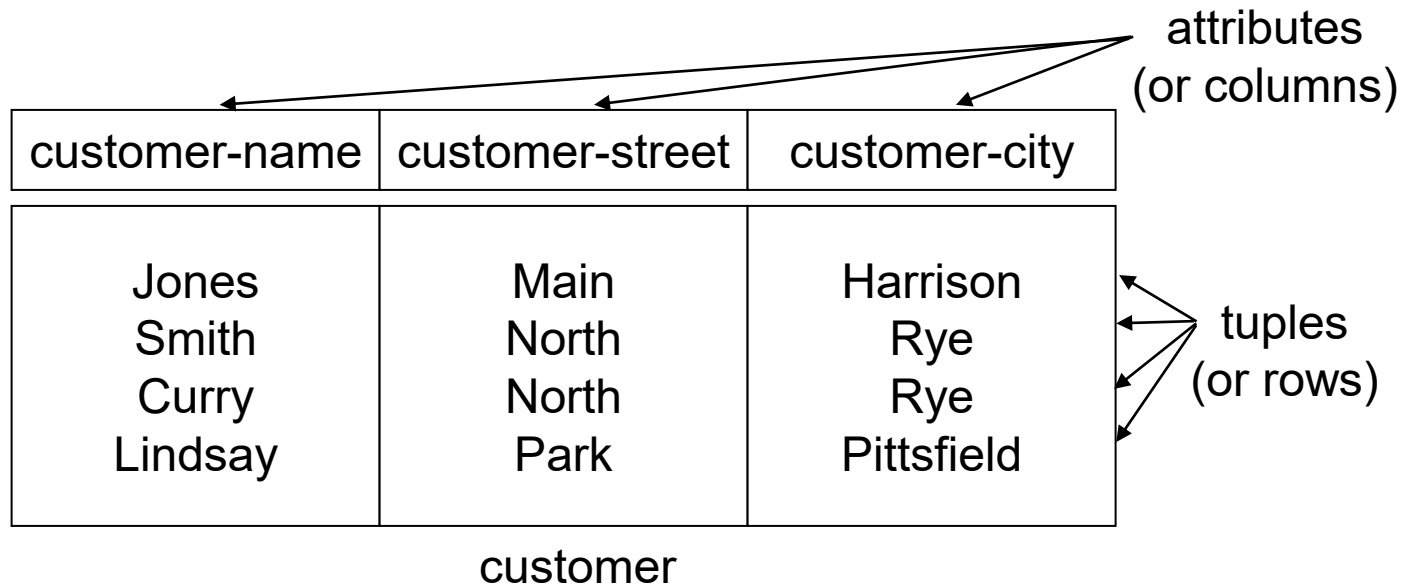 attributes
(or columns)
customer-name customer-street customer-city
Jones Main Harrison
Smith North Rye
Curry North Rye
Lindsay Park Pittsfield
tuples
(or rows)
customer